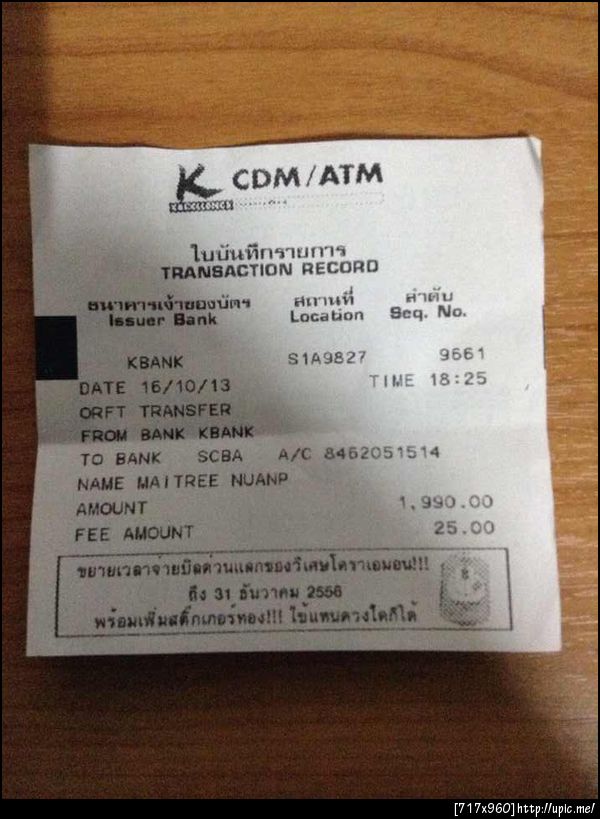 K CDM/ATM
K-EXCELLENCE
ใบบันทึกรายการ
TRANSACTION RECORD
ธนาคารเจ้าของบัตร สถานที่ ลำดับ
Issuer Bank Location Seq. No.
KBANK S1A9827 9661
DATE 16/10/13 TIME 18:25
ORFT TRANSFER
FROM BANK KBANK
TO BANK SCBA A/C 8462051514
NAME MAITREE NUANP
AMOUNT 1,990.00
FEE AMOUNT 25.00
ขยายเวลาจ่ายบิลด่วนแลกของวิเศษโดราเอมอน!!!
ถึง 31 ธันวาคม 2556
พร้อมเพิ่มสติ๊กเกอร์ทอง!!! ใช้แทนดวงใดก็ได้
[717x960]http://upic.me/